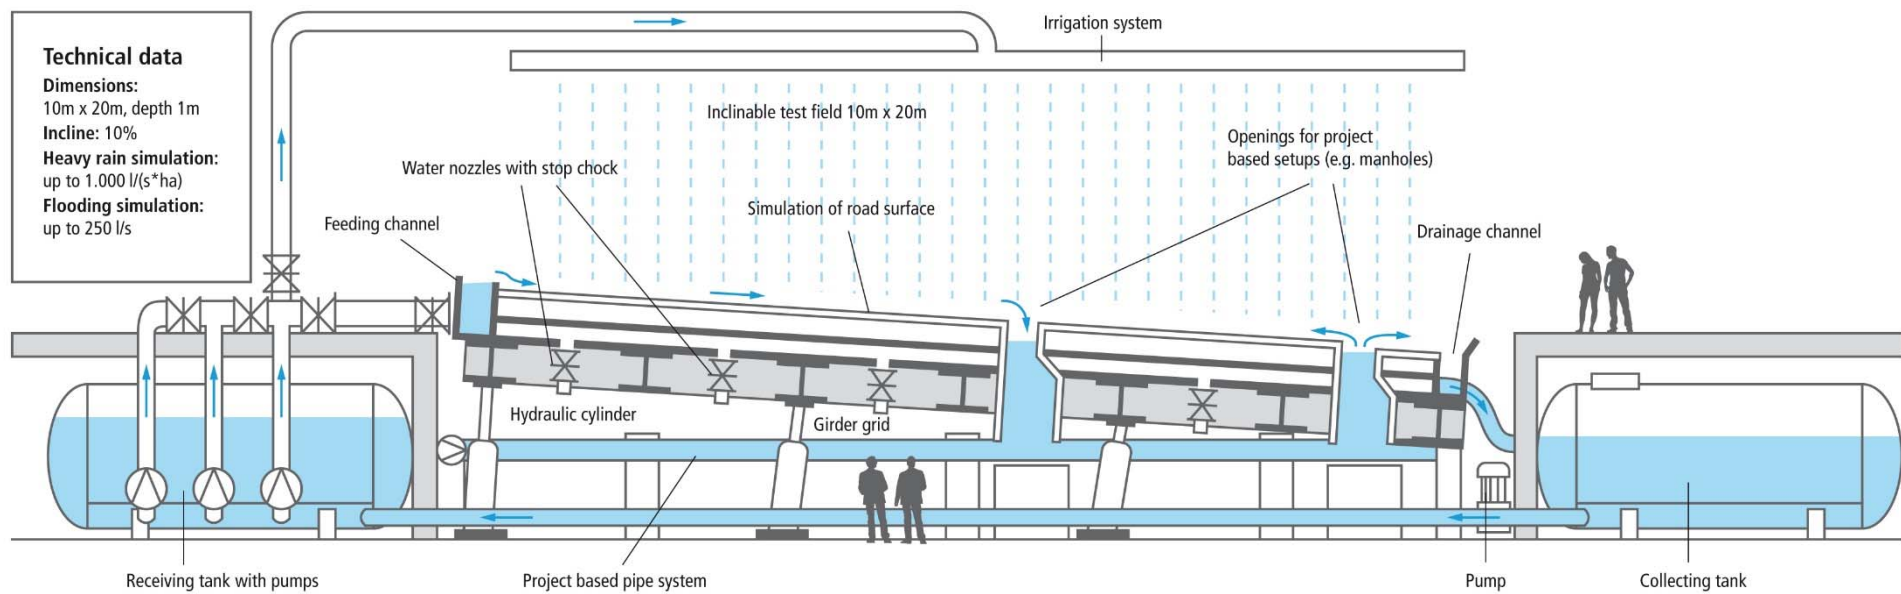 Technical data
Dimensions:
10m x 20m, depth 1m
Incline: 10%
Heavy rain simulation:
up to 1.000 l/(s*ha)
Flooding simulation:
up to 250 l/s
Irrigation system
Inclinable test field 10m x 20m
Openings for project
based setups (e.g. manholes)
Water nozzles with stop chock
Simulation of road surface
Feeding channel
Drainage channel
Hydraulic cylinder
Girder grid
Receiving tank with pumps
Project based pipe system
Pump
Collecting tank